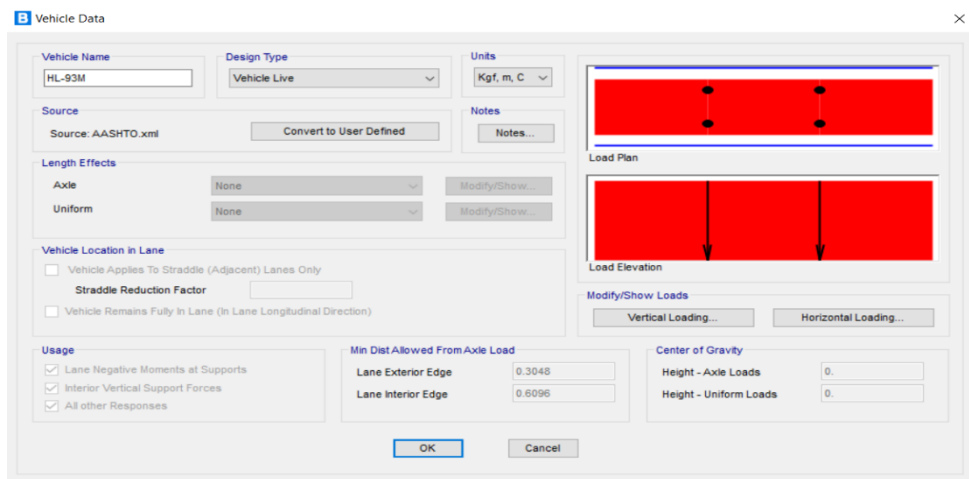 B Vehicle Data
Vehicle Name
HL-93M
Design Type
Vehicle Live
Units
Kgf, m, C
Source
Source: AASHTO.xml
Convert to User Defined
Notes
Notes...
Load Plan
Length Effects
Axle
None
Modify/Show...
Uniform
None
Modify/Show...
Load Elevation
Vehicle Location in Lane
Vehicle Applies To Straddle (Adjacent) Lanes Only
Straddle Reduction Factor
Vehicle Remains Fully In Lane (In Lane Longitudinal Direction)
Modify/Show Loads
Vertical Loading...
Horizontal Loading...
Usage
Lane Negative Moments at Supports
Interior Vertical Support Forces
All other Responses
Min Dist Allowed From Axle Load
Lane Exterior Edge
0.3048
Lane Interior Edge
0.6096
Center of Gravity
Height - Axle Loads
0.
Height - Uniform Loads
0.
OK
Cancel